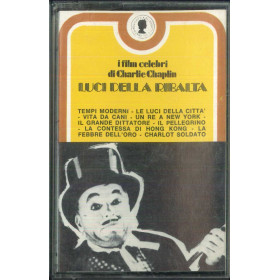 i film celebri
di Charlie Chaplin
LUCI DELLA RIBALTA
TEMPI MODERNI - LE LUCI DELLA CITTA'
- VITA DA CANI - UN RE A NEW YORK -
IL GRANDE DITTATORE - IL PELLEGRINO
- LA CONTESSA DI HONG KONG - LA
FEBBRE DELL'ORO - CHARLOT SOLDATO